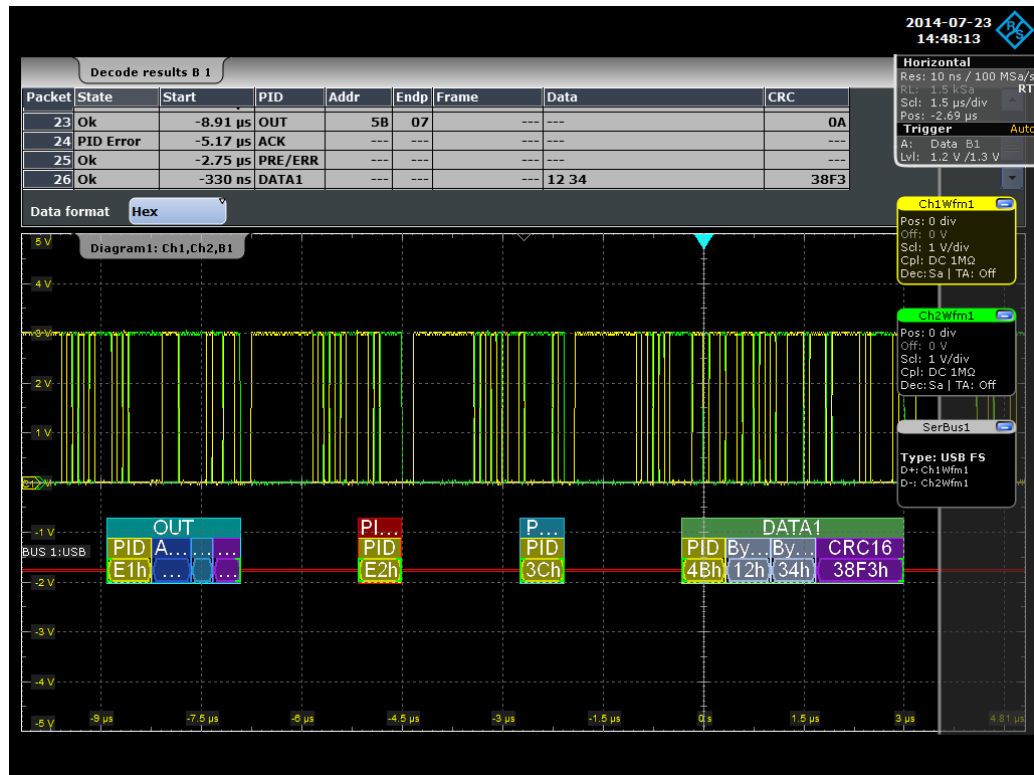 2014-07-23
14:48:13
R&S
Decode results B 1
Packet State Start PID Addr Endp Frame Data CRC
23 Ok -8.91 µs OUT 5B 07 --- --- 0A
24 PID Error -5.17 µs ACK --- --- --- --- ---
25 Ok -2.75 µs PRE/ERR --- --- --- --- ---
26 Ok -330 ns DATA1 --- --- --- 12 34 38F3
Data format Hex
Horizontal
Res: 10 ns / 100 MSa/s
RL: 1.5 kSa RT
Scl: 1.5 µs/div
Pos: -2.69 µs
Trigger Auto
A: Data B1
Lvl: 1.2 V /1.3 V
Ch1Wfm1
Pos: 0 div
Off: 0 V
Scl: 1 V/div
Cpl: DC 1MΩ
Dec:Sa | TA: Off
Ch2Wfm1
Pos: 0 div
Off: 0 V
Scl: 1 V/div
Cpl: DC 1MΩ
Dec:Sa | TA: Off
SerBus1
Type: USB FS
D+: Ch1Wfm1
D-: Ch2Wfm1
Diagram1: Ch1,Ch2,B1
5 V
4 V
3 V
2 V
1 V
-1 V
-2 V
-3 V
-4 V
-5 V
BUS 1:USB
OUT PI... P... DATA1
PID A... ... ... PID PID PID By... By... CRC16
E1h ... ... ... E2h 3Ch 4Bh 12h 34h 38F3h
-9 µs -7.5 µs -6 µs -4.5 µs -3 µs -1.5 µs 0 s 1.5 µs 3 µs 4.81 µs